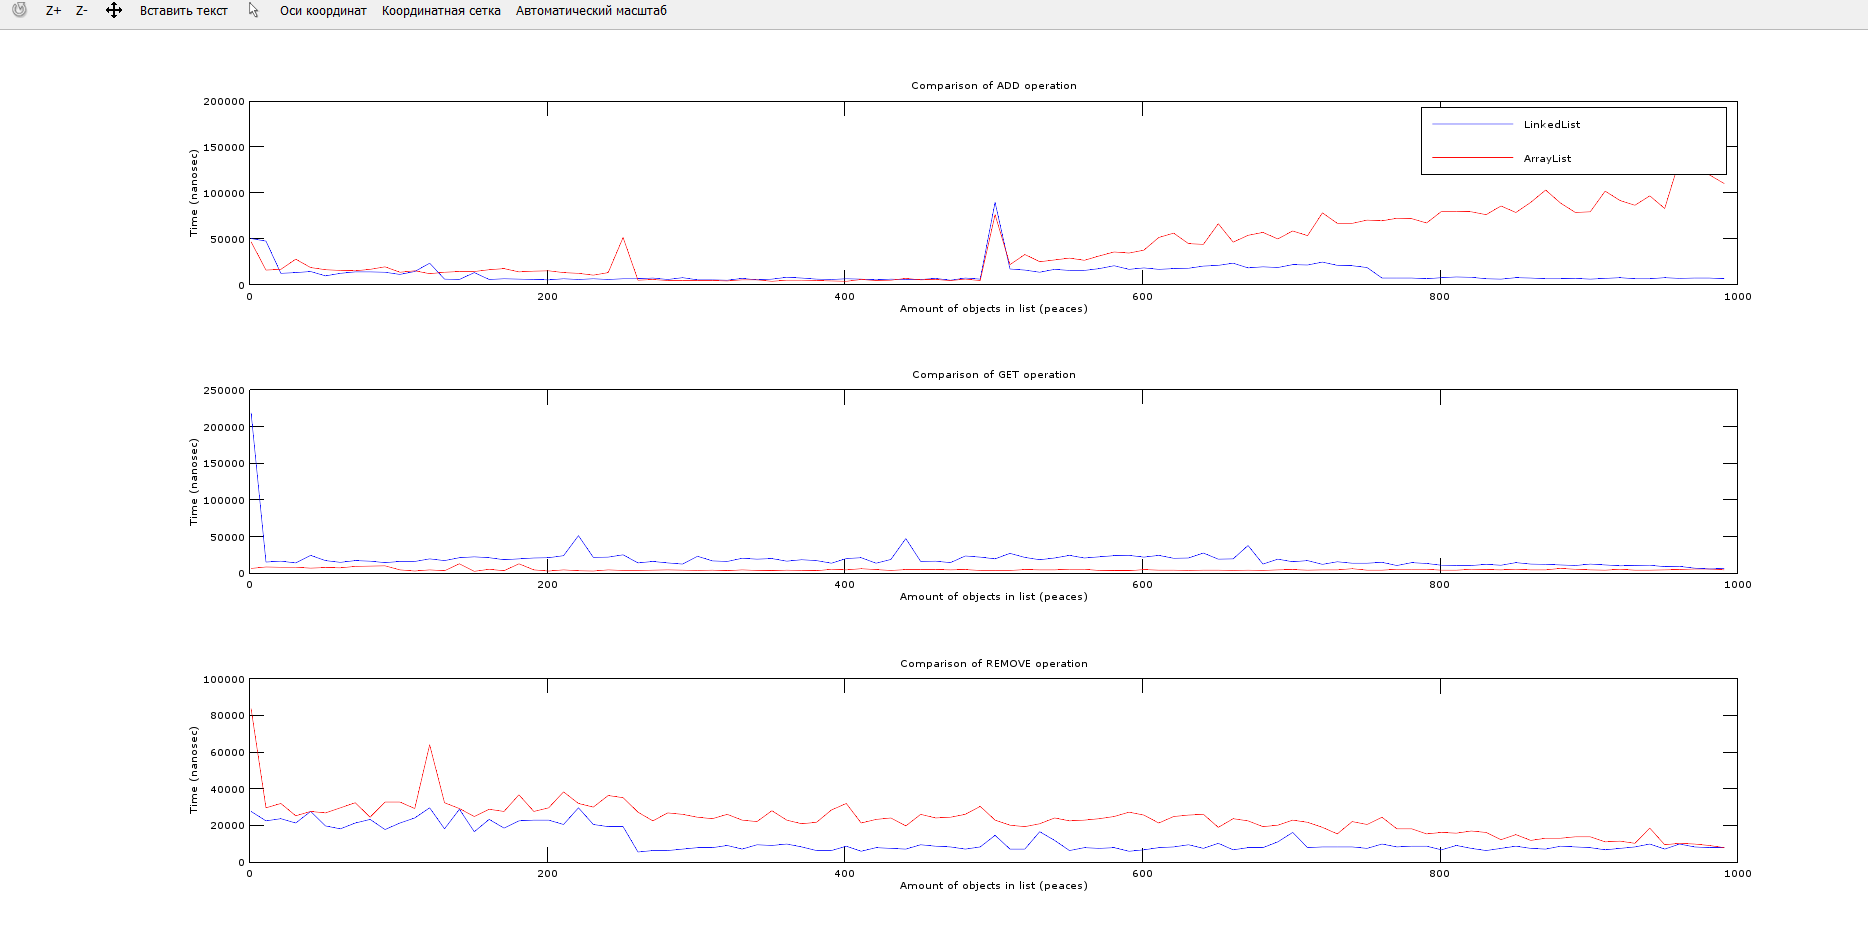 Z+ Z- Вставить текст Оси координат Координатная сетка Автоматический масштаб
Comparison of ADD operation
200000
150000
100000
50000
0
Time (nanosec)
LinkedList
ArrayList
0 200 400 600 800 1000
Amount of objects in list (peaces)
Comparison of GET operation
250000
200000
150000
100000
50000
0
Time (nanosec)
0 200 400 600 800 1000
Amount of objects in list (peaces)
Comparison of REMOVE operation
100000
80000
60000
40000
20000
0
Time (nanosec)
0 200 400 600 800 1000
Amount of objects in list (peaces)